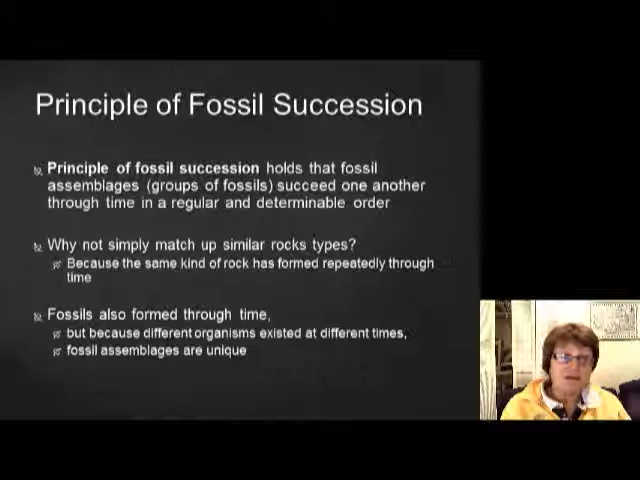 Principle of Fossil Succession
Principle of fossil succession holds that fossil
assemblages (groups of fossils) succeed one another
through time in a regular and determinable order
Why not simply match up similar rocks types?
Because the same kind of rock has formed repeatedly through
time
Fossils also formed through time,
but because different organisms existed at different times,
fossil assemblages are unique